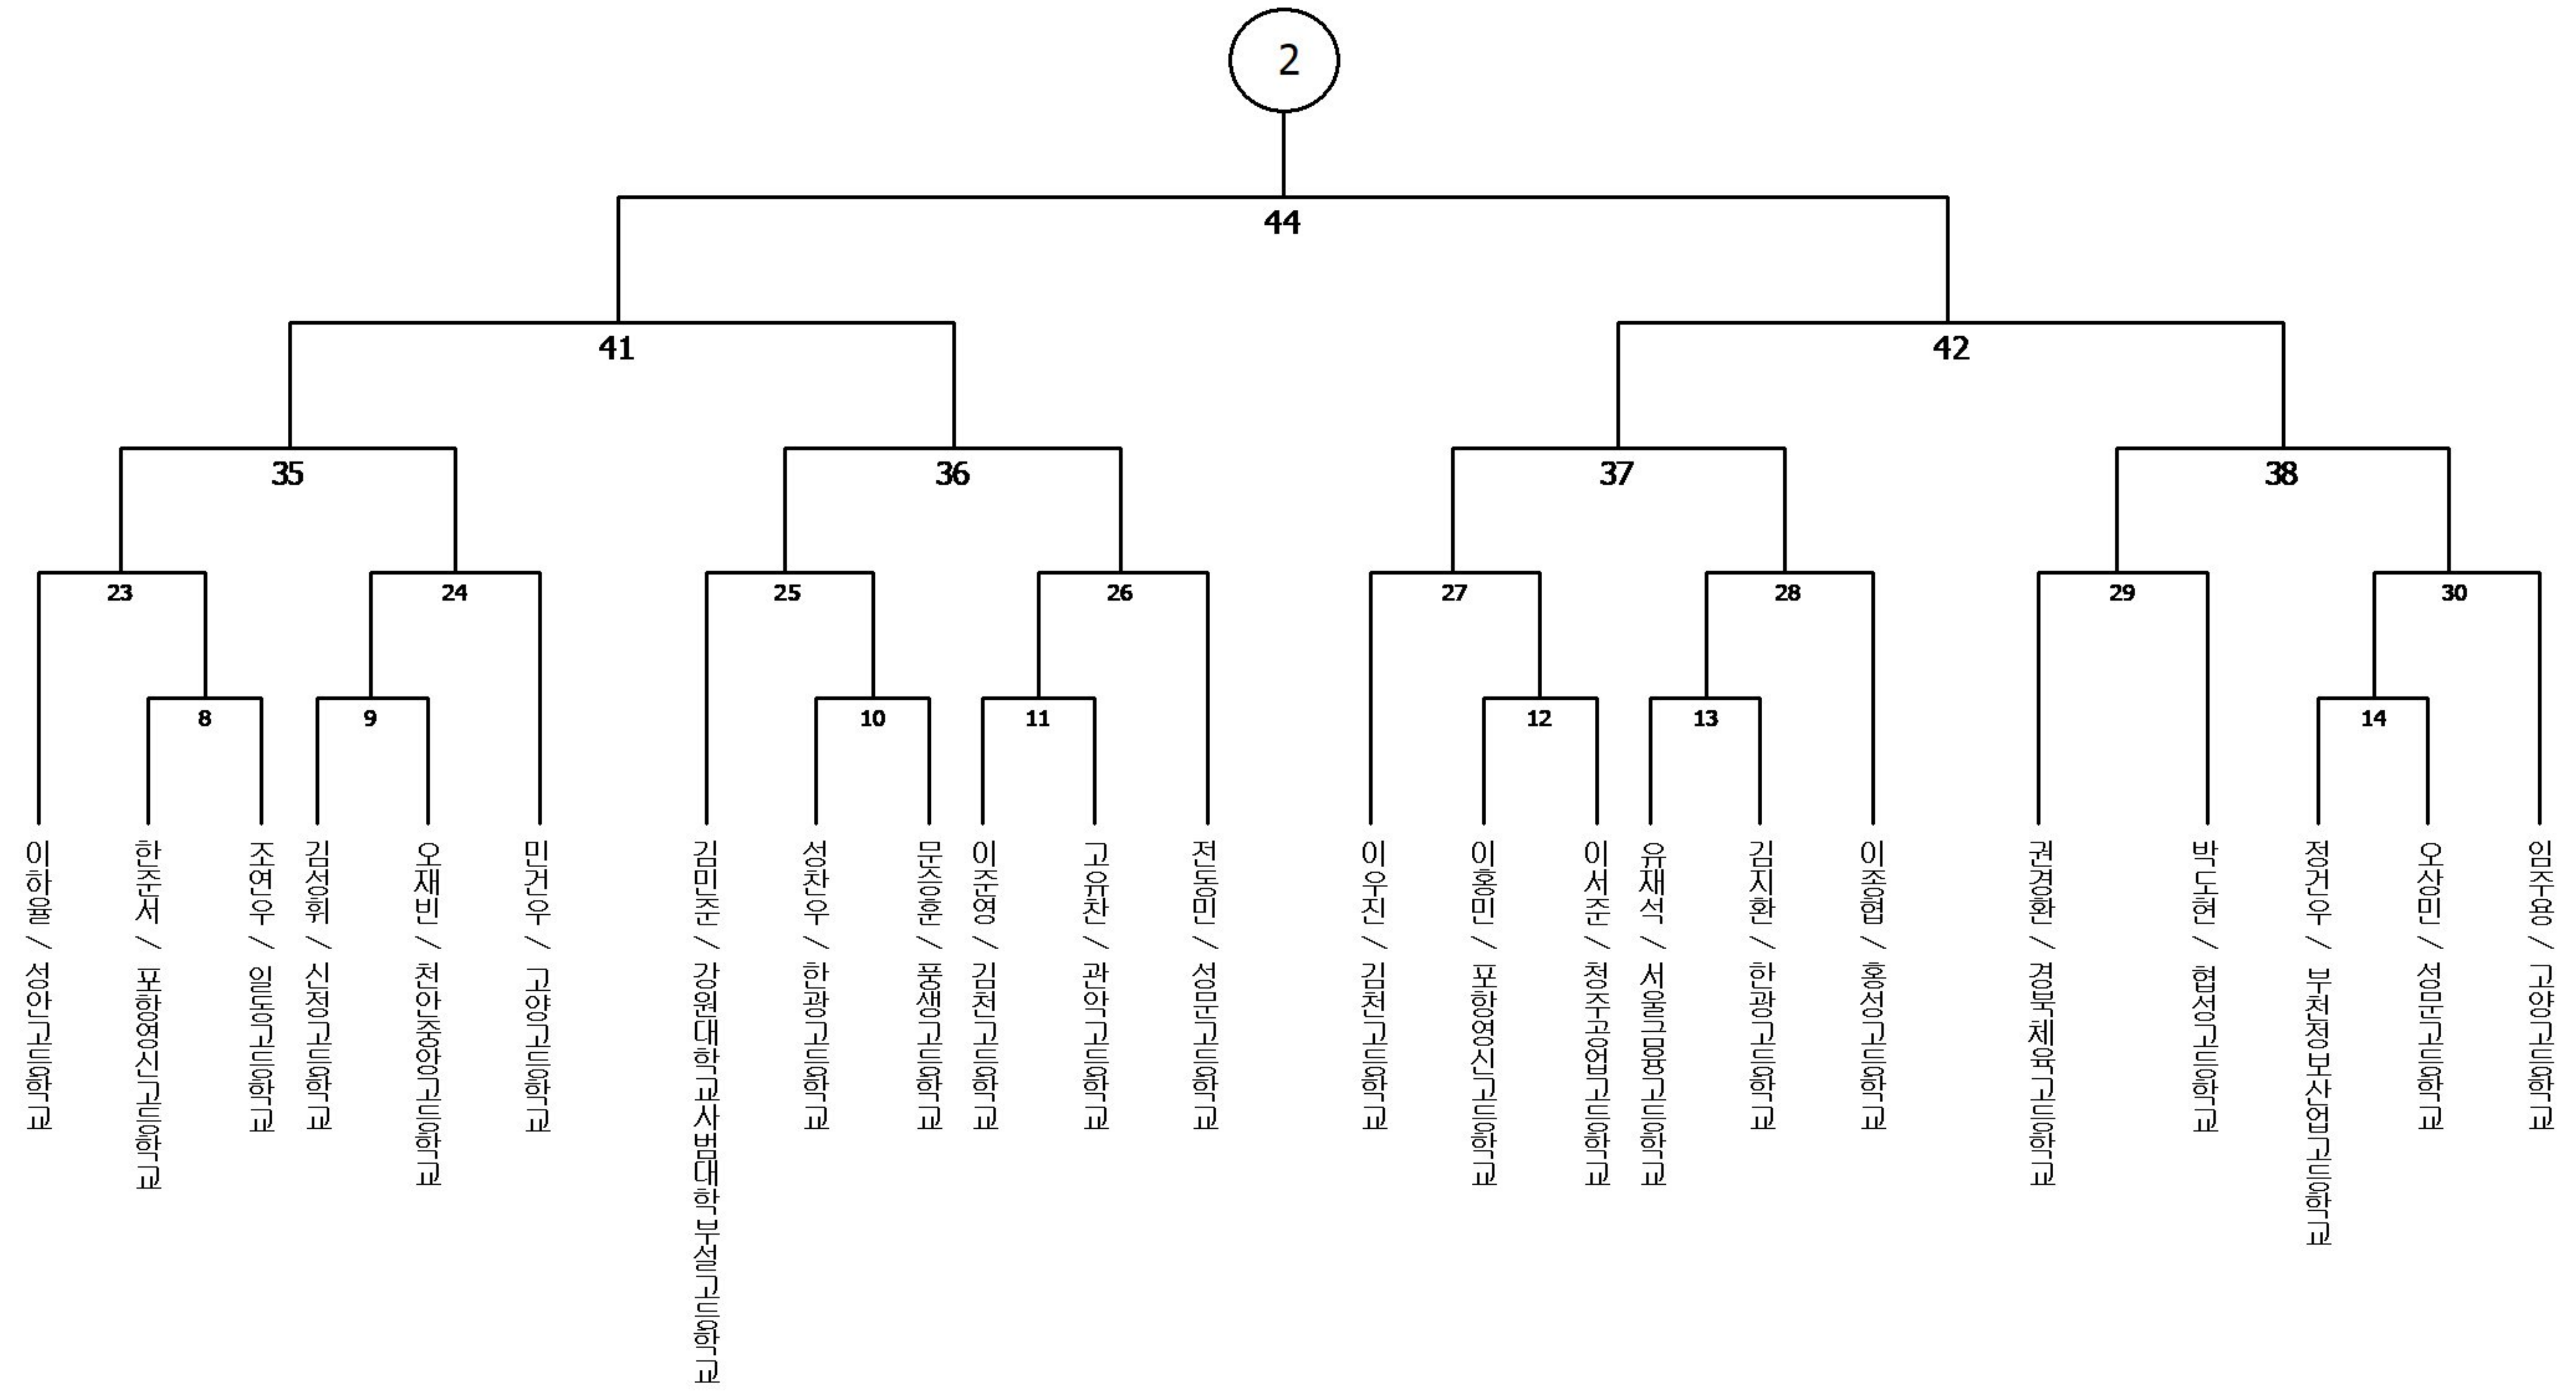 2
44
41
42
35
36
37
38
23
24
25
26
27
28
29
30
8
9
10
11
12
13
14
이하율 / 성안고등학교
한준서 / 포항영신고등학교
조연우 / 일동고등학교
김성휘 / 신정고등학교
오재빈 / 천안중앙고등학교
민건우 / 고양고등학교
김민준 / 강원대학교사범대학부설고등학교
성찬우 / 한광고등학교
문승훈 / 풍생고등학교
이준영 / 김천고등학교
고유찬 / 관악고등학교
전동민 / 성문고등학교
이우진 / 김천고등학교
이홍민 / 포항영신고등학교
이서준 / 청주공업고등학교
유재석 / 서울금융고등학교
김지환 / 한광고등학교
이종협 / 홍성고등학교
권경환 / 경북체육고등학교
박도현 / 협성고등학교
정건우 / 부천정보산업고등학교
오상민 / 성문고등학교
임주용 / 고양고등학교